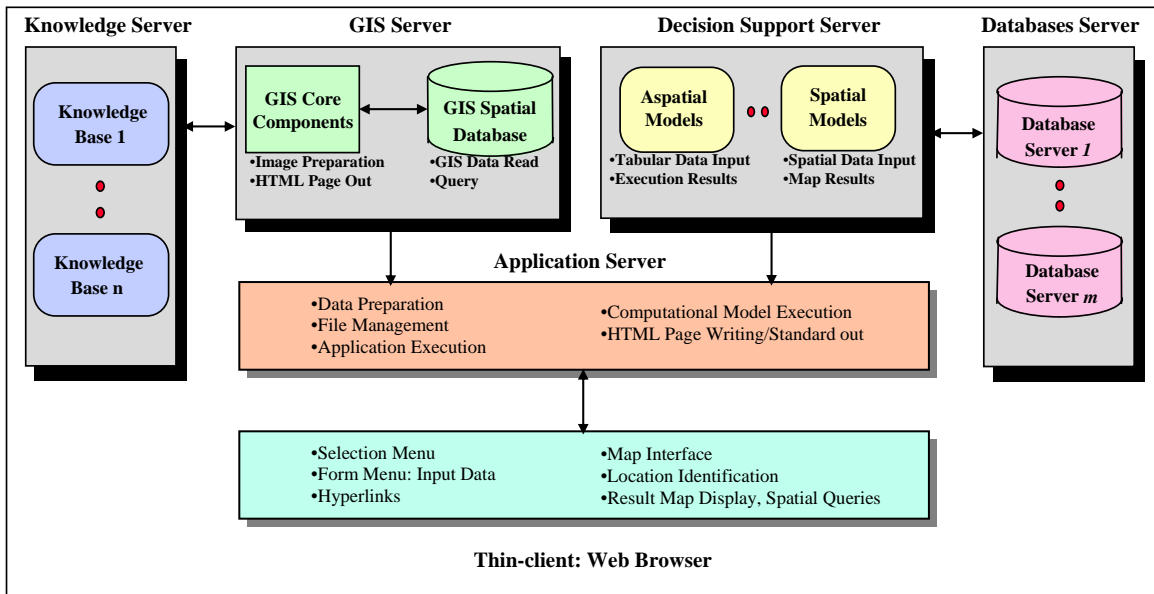 Knowledge Server
GIS Server
Decision Support Server
Databases Server
Knowledge
Base 1
Knowledge
Base n
GIS Core
Components
GIS Spatial
Database
•Image Preparation
•HTML Page Out
•GIS Data Read
•Query
Aspatial
Models
Spatial
Models
•Tabular Data Input
•Execution Results
•Spatial Data Input
•Map Results
Database
Server 1
Database
Server m
Application Server
•Data Preparation
•File Management
•Application Execution
•Computational Model Execution
•HTML Page Writing/Standard out
•Selection Menu
•Form Menu: Input Data
•Hyperlinks
•Map Interface
•Location Identification
•Result Map Display, Spatial Queries
Thin-client: Web Browser